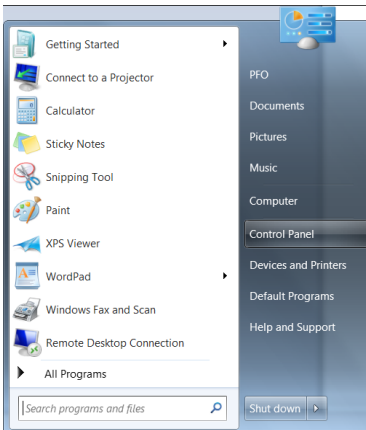 Getting Started
Connect to a Projector
Calculator
Sticky Notes
Snipping Tool
Paint
XPS Viewer
WordPad
Windows Fax and Scan
Remote Desktop Connection
All Programs
Search programs and files
PFO
Documents
Pictures
Music
Computer
Control Panel
Devices and Printers
Default Programs
Help and Support
Shut down